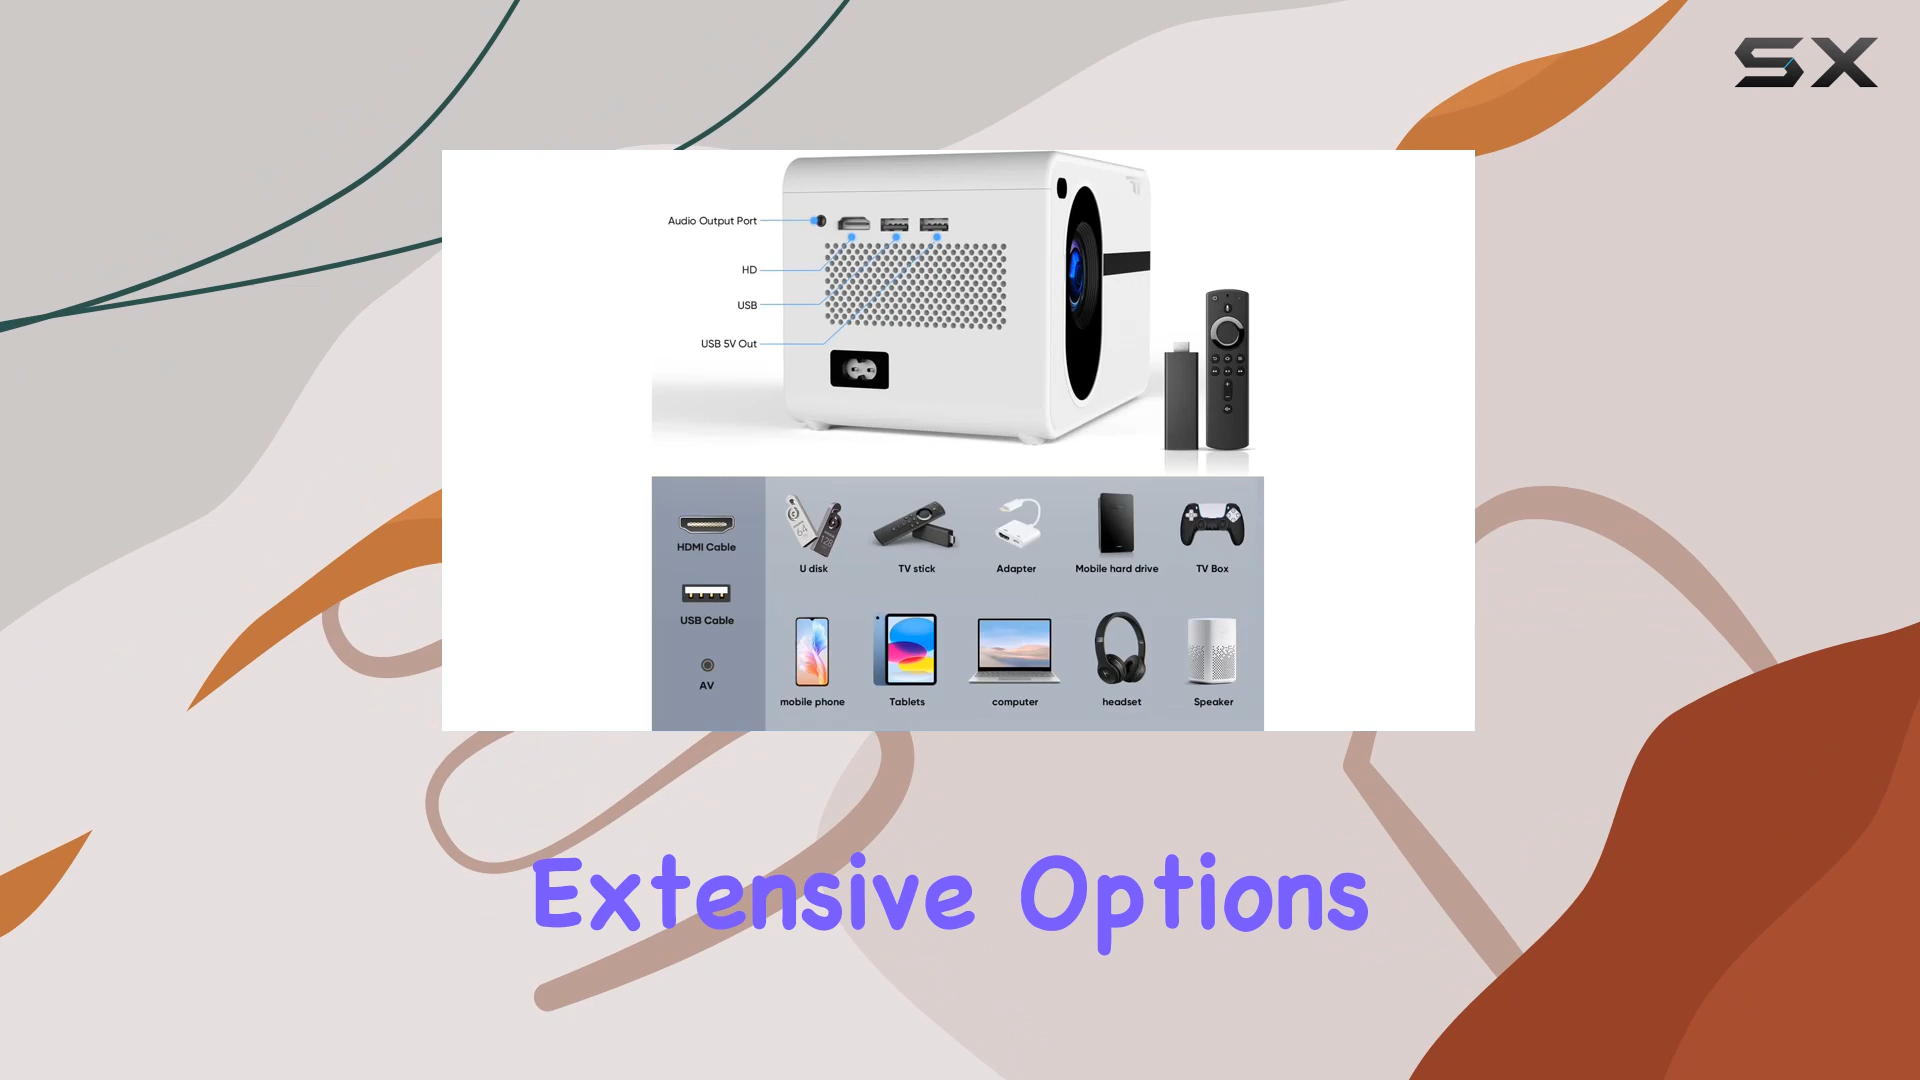 SX
Audio Output Port
HD
USB
USB 5V Out
HDMI Cable
USB Cable
AV
U disk
TV stick
Adapter
Mobile hard drive
TV Box
mobile phone
Tablets
computer
headset
Speaker
Extensive Options